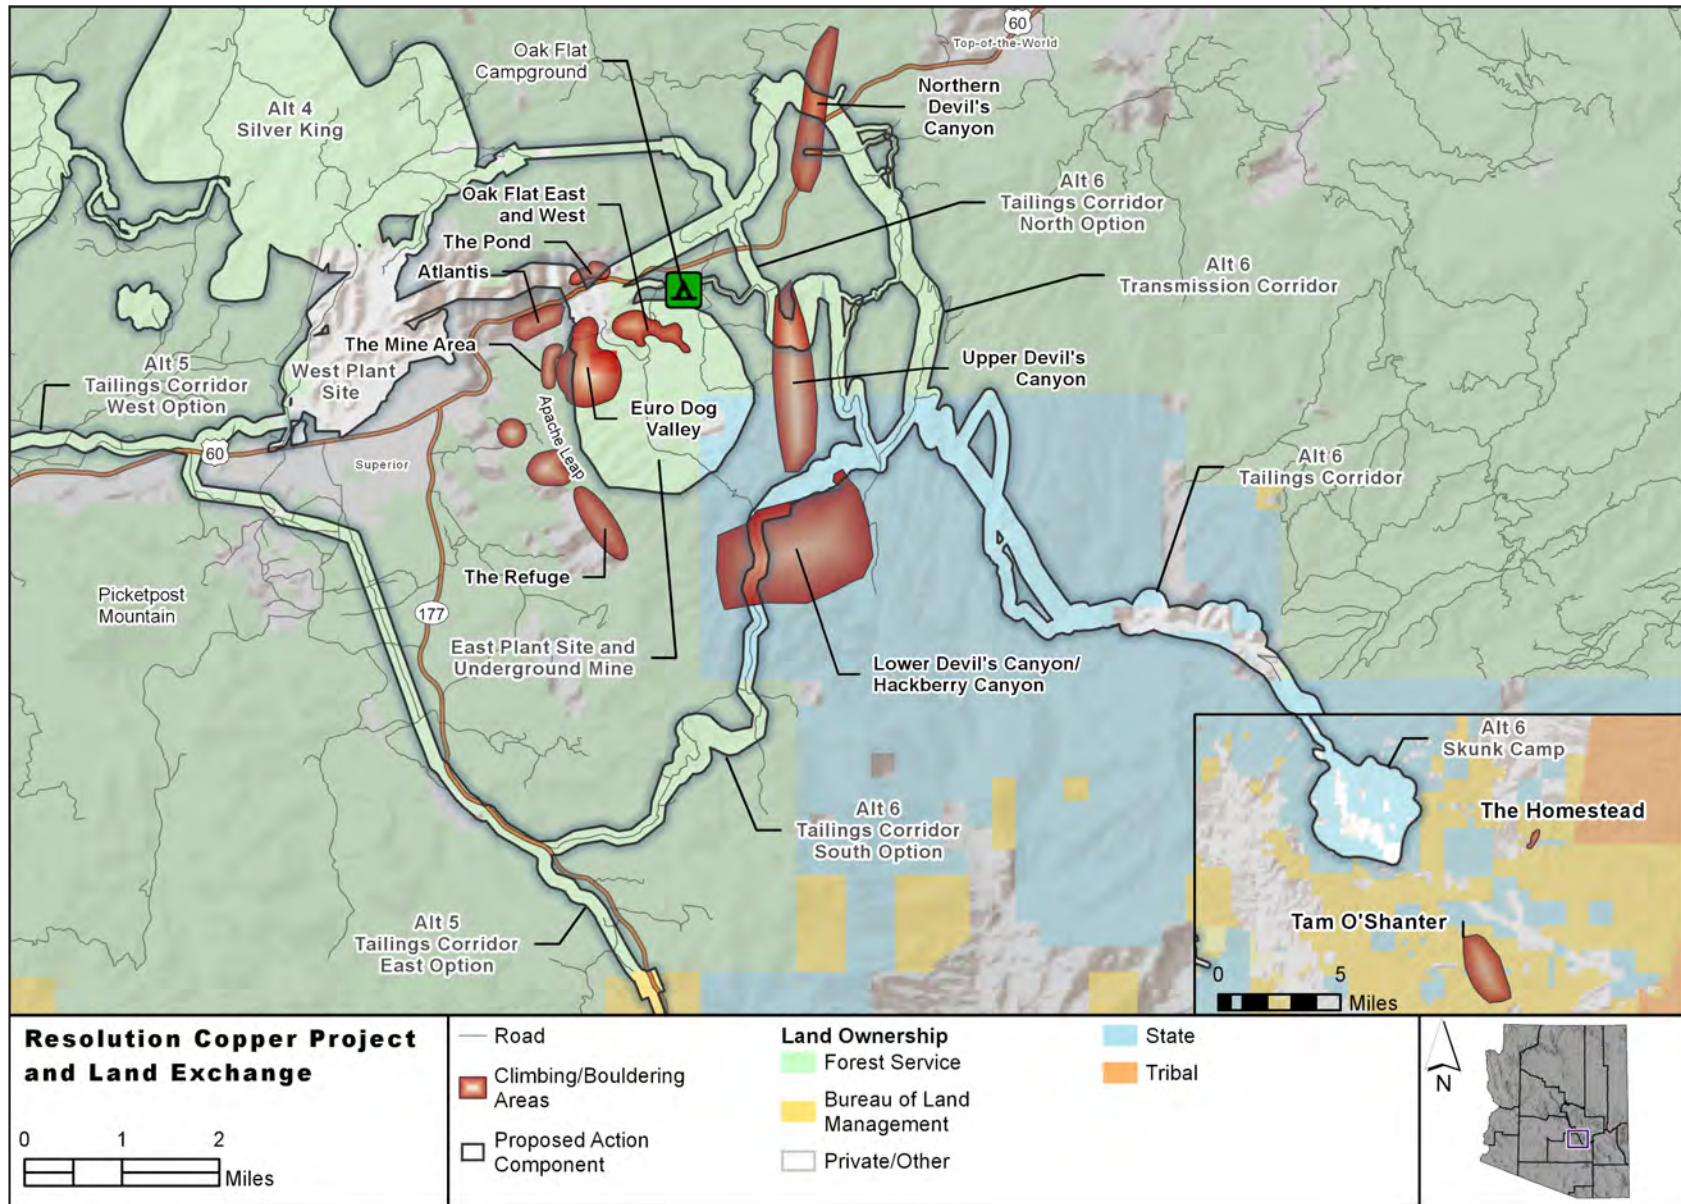 60
Top-of-the-World
Oak Flat
Campground
Alt 4
Silver King
Northern
Devil's
Canyon
Oak Flat East
and West
Alt 6
Tailings Corridor
North Option
The Pond
Atlantis
Alt 6
Transmission Corridor
The Mine Area
Alt 5
Tailings Corridor
West Option
West Plant
Site
Upper Devil's
Canyon
Euro Dog
Valley
Apache Leap
60
Superior
Alt 6
Tailings Corridor
The Refuge
Picketpost
Mountain
177
East Plant Site and
Underground Mine
Lower Devil's Canyon/
Hackberry Canyon
Alt 6
Skunk Camp
The Homestead
Alt 6
Tailings Corridor
South Option
Tam O'Shanter
Alt 5
Tailings Corridor
East Option
0 5
Miles
Resolution Copper Project
and Land Exchange
0 1 2
Miles
Road
Climbing/Bouldering
Areas
Proposed Action
Component
Land Ownership
Forest Service
Bureau of Land
Management
Private/Other
State
Tribal
N